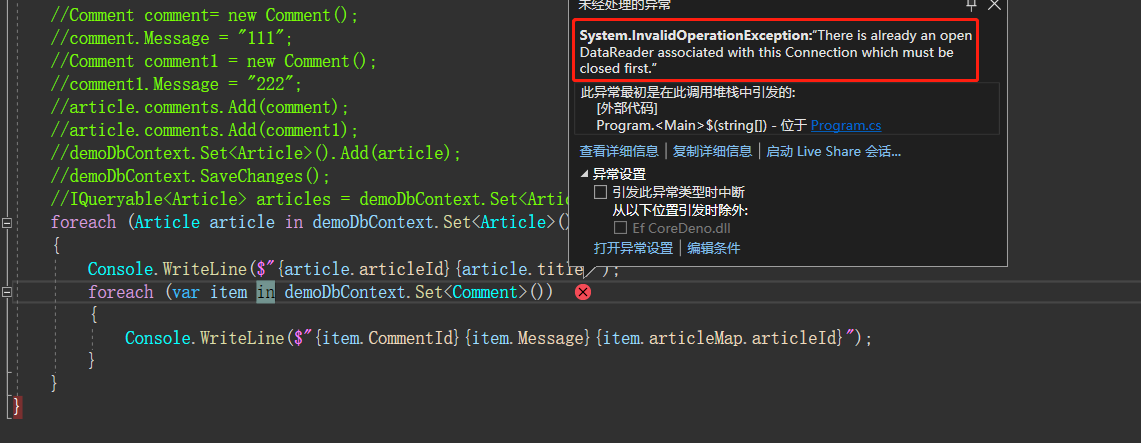 //Comment comment= new Comment();
//comment.Message = "111";
//Comment comment1 = new Comment();
//comment1.Message = "222";
//article.comments.Add(comment);
//article.comments.Add(comment1);
//demoDbContext.Set<Article>().Add(article);
//demoDbContext.SaveChanges();
//IQueryable<Article> articles = demoDbContext.Set<Artic
foreach (Article article in demoDbContext.Set<Article>()
{
Console.WriteLine($"{article.articleId}{article.title
");
foreach (var item in demoDbContext.Set<Comment>())
{
Console.WriteLine($"{item.CommentId}{item.Message}{item.articleMap.articleId}");
}
}
}
未经处理的异常
System.InvalidOperationException:"There is already an open
DataReader associated with this Connection which must be
closed first."
此异常最初是在此调用堆栈中引发的:
[外部代码]
Program.<Main>$(string[]) - 位于 Program.cs
查看详细信息 | 复制详细信息 | 启动 Live Share 会话...
异常设置
引发此异常类型时中断
从以下位置引发时除外:
Ef CoreDeno.dll
打开异常设置 | 编辑条件